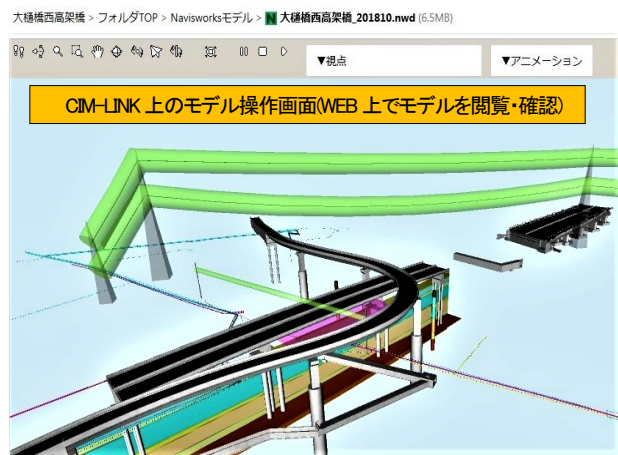 大樋橋西高架橋 > フォルダTOP > Navisworksモデル > N 大樋橋西高架橋_201810.nwd (6.5MB)
▼視点 ▼アニメーション
CIM-LINK 上のモデル操作画面(WEB 上でモデルを閲覧・確認)